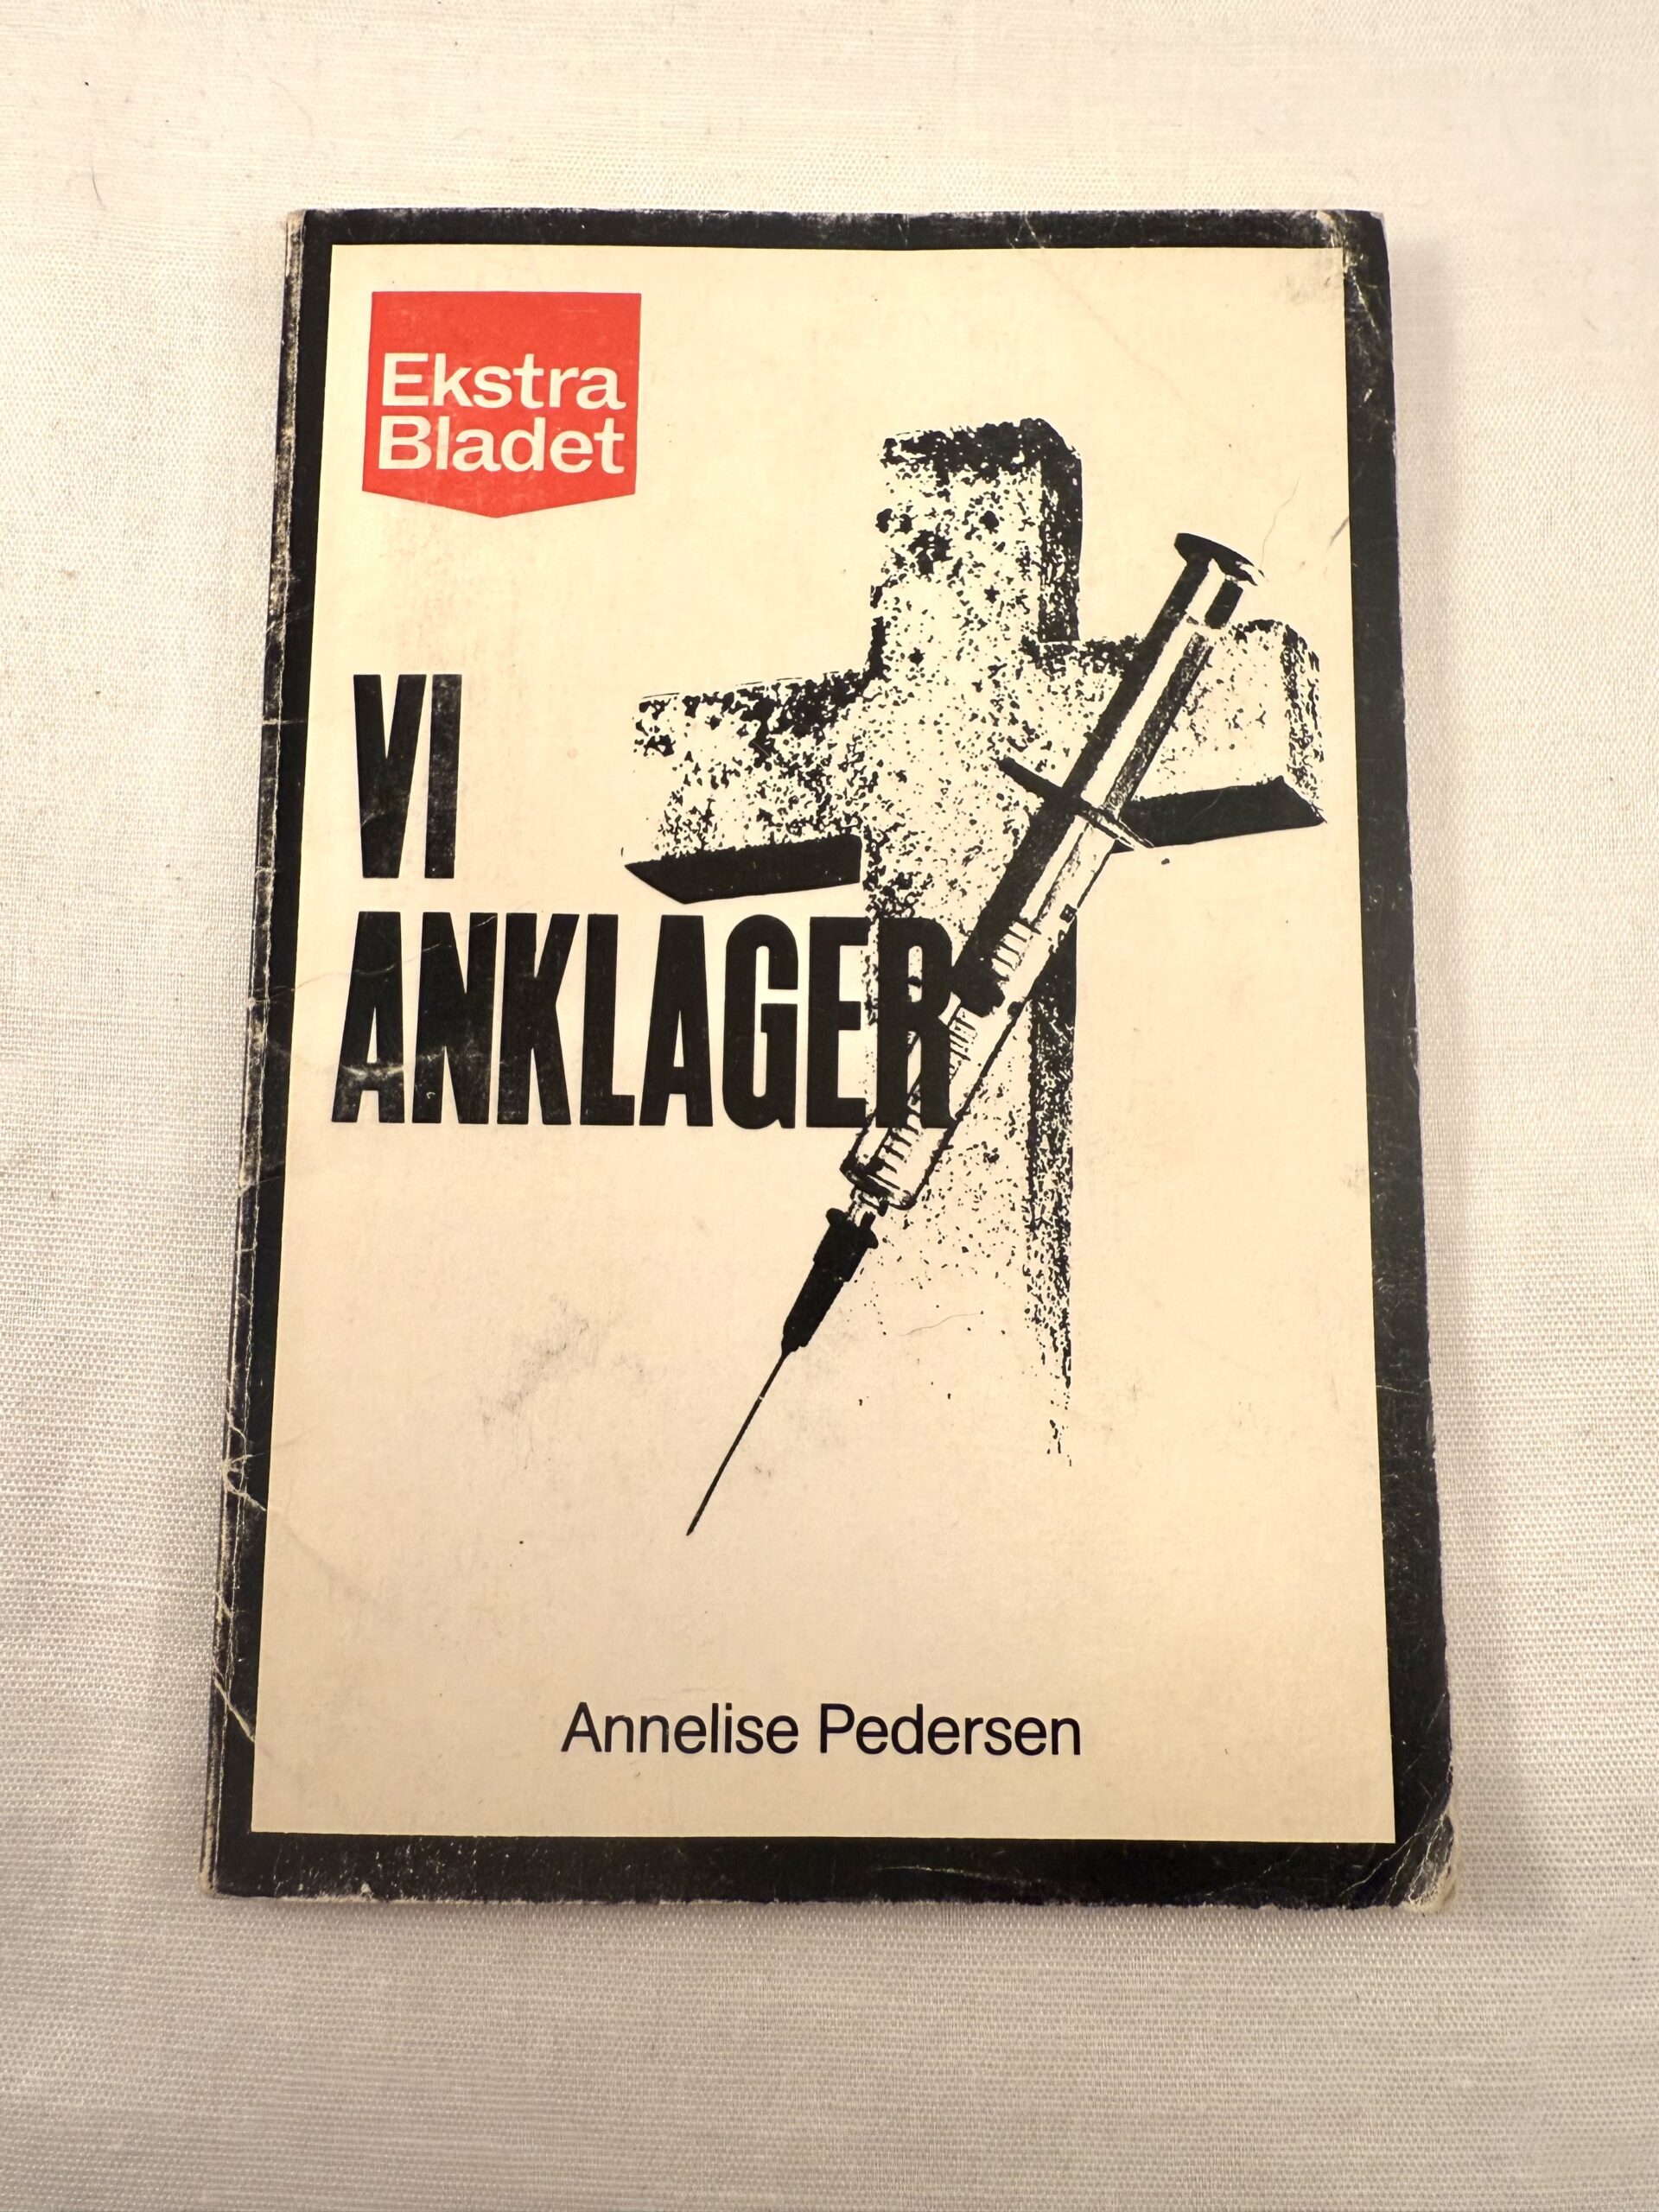 Ekstra
Bladet
VI
ANKLAGER
Annelise Pedersen